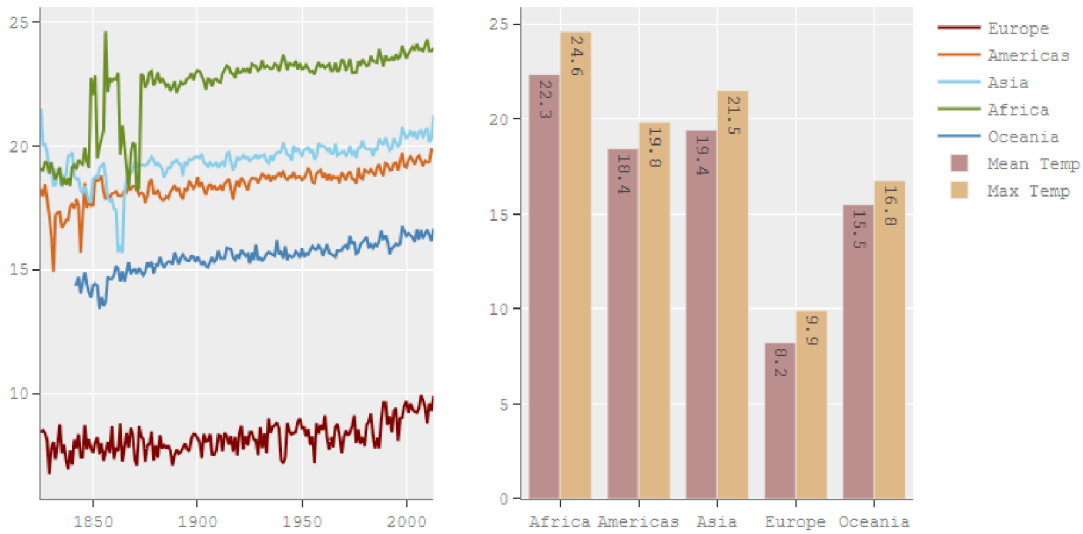 25
20
15
10
1850 1900 1950 2000
25
20
15
10
5
0
24.6
22.3
19.8
18.4
21.5
19.4
9.9
8.2
16.8
15.5
Africa Americas Asia Europe Oceania
Europe
Americas
Asia
Africa
Oceania
Mean Temp
Max Temp